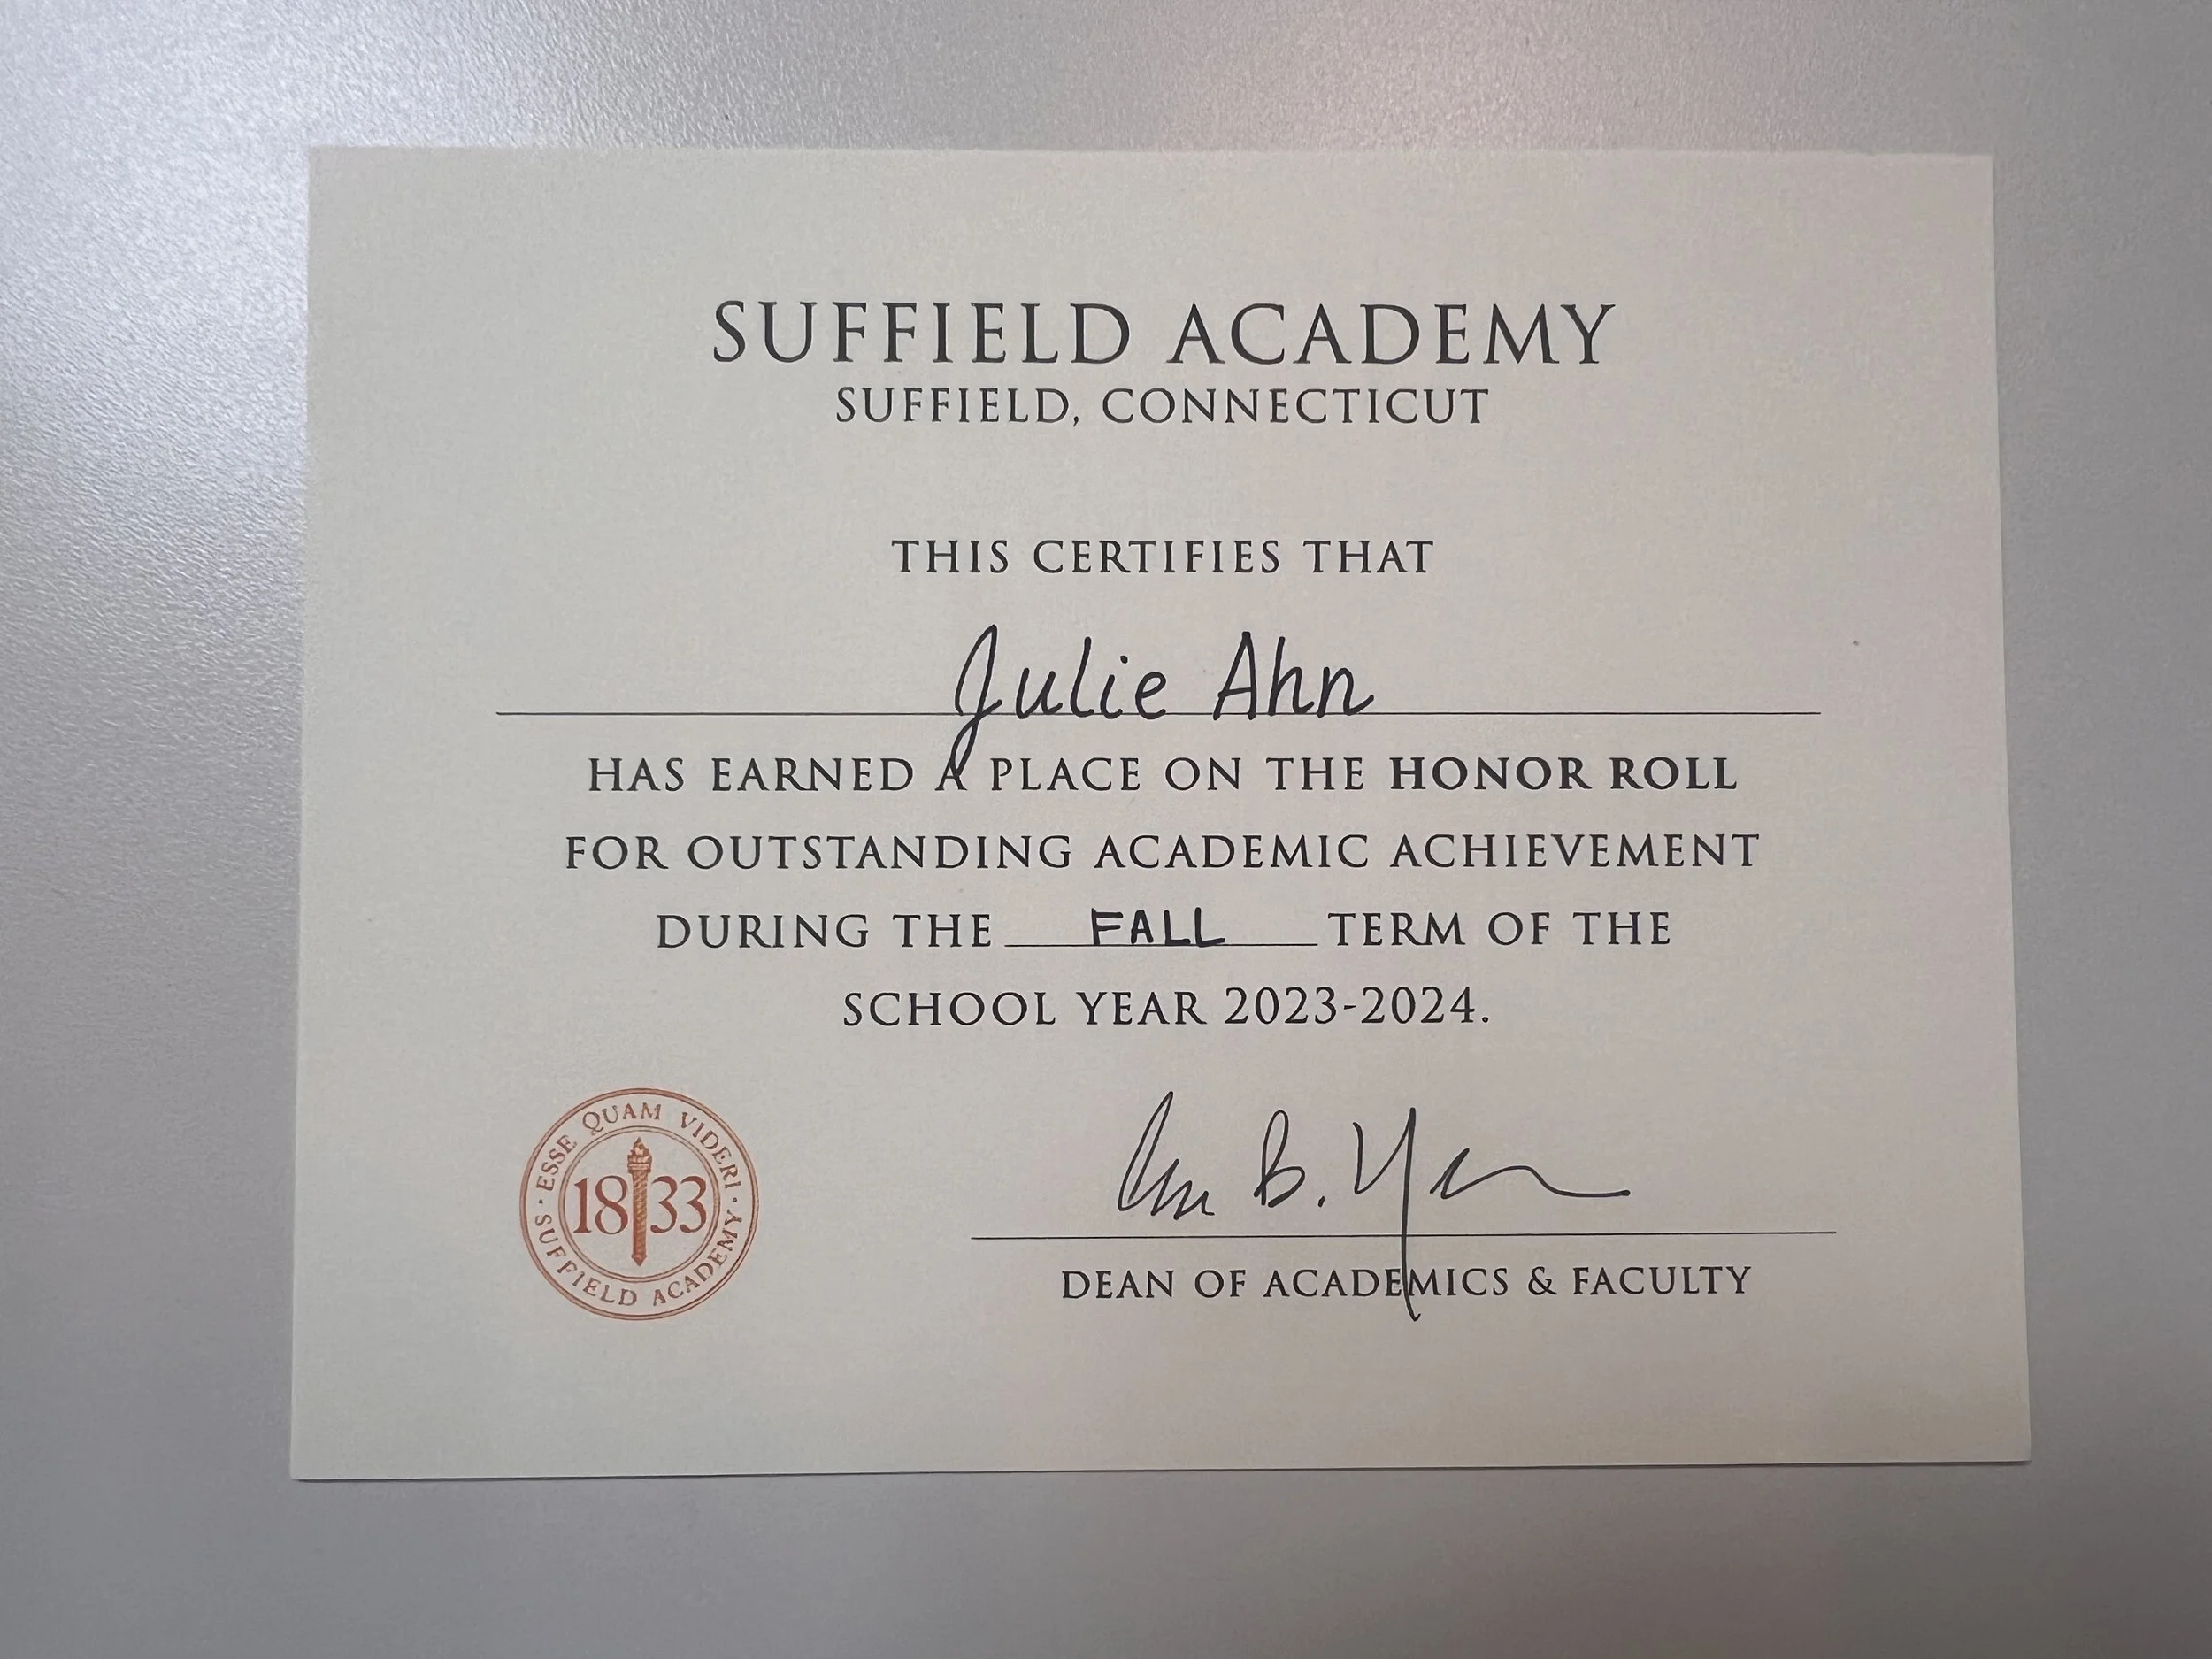 SUFFIELD ACADEMY
SUFFIELD, CONNECTICUT
THIS CERTIFIES THAT
Julie Ahn
HAS EARNED A PLACE ON THE HONOR ROLL
FOR OUTSTANDING ACADEMIC ACHIEVEMENT
DURING THE FALL TERM OF THE
SCHOOL YEAR 2023-2024.
ESSE QUAM VIDERI
1833
SUFFIELD ACADEMY
B.
DEAN OF ACADEMICS & FACULTY